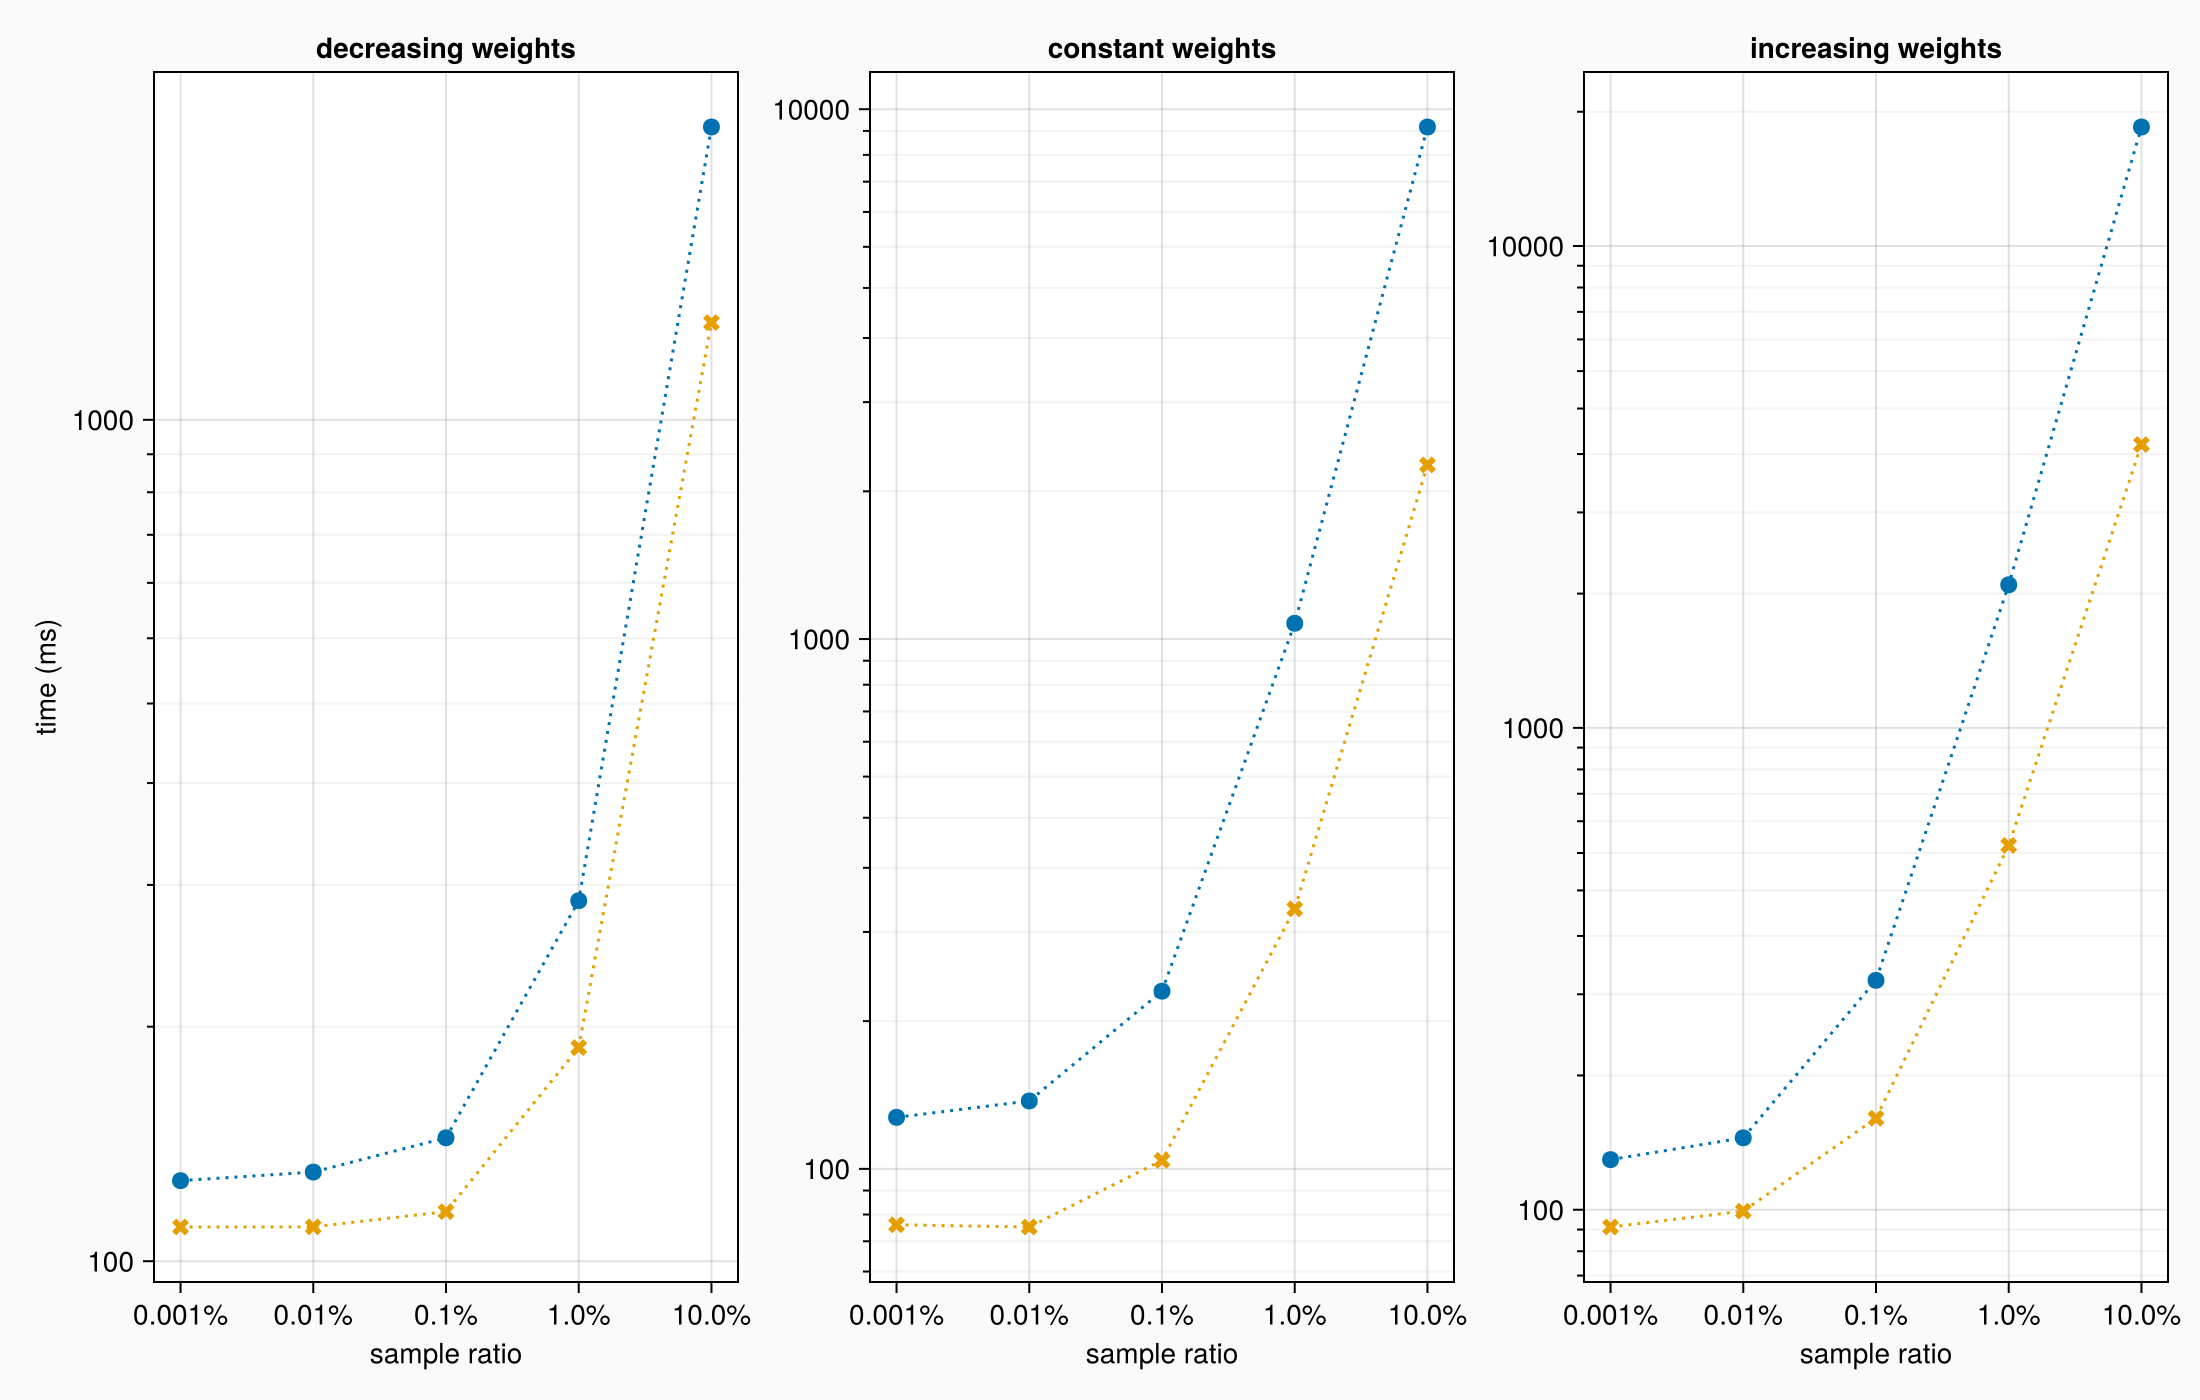 decreasing weights
constant weights
increasing weights
time (ms)
1000
100
0.001% 0.01% 0.1% 1.0% 10.0%
sample ratio
10000
1000
100
0.001% 0.01% 0.1% 1.0% 10.0%
sample ratio
10000
1000
100
0.001% 0.01% 0.1% 1.0% 10.0%
sample ratio